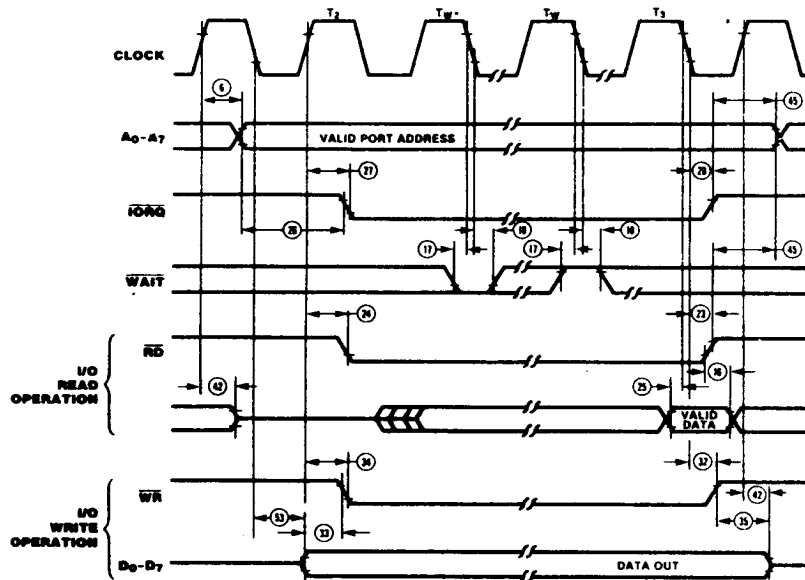 T2 TW* TW T3
CLOCK
6 45
A0-A7 VALID PORT ADDRESS
27 28
IORQ
26
17 18 17 18
45
WAIT
24 23
RD
I/O
READ
OPERATION
42 25 16
VALID
DATA
34 32
WR
42
I/O
WRITE
OPERATION
53 33 35
D0-D7 DATA OUT